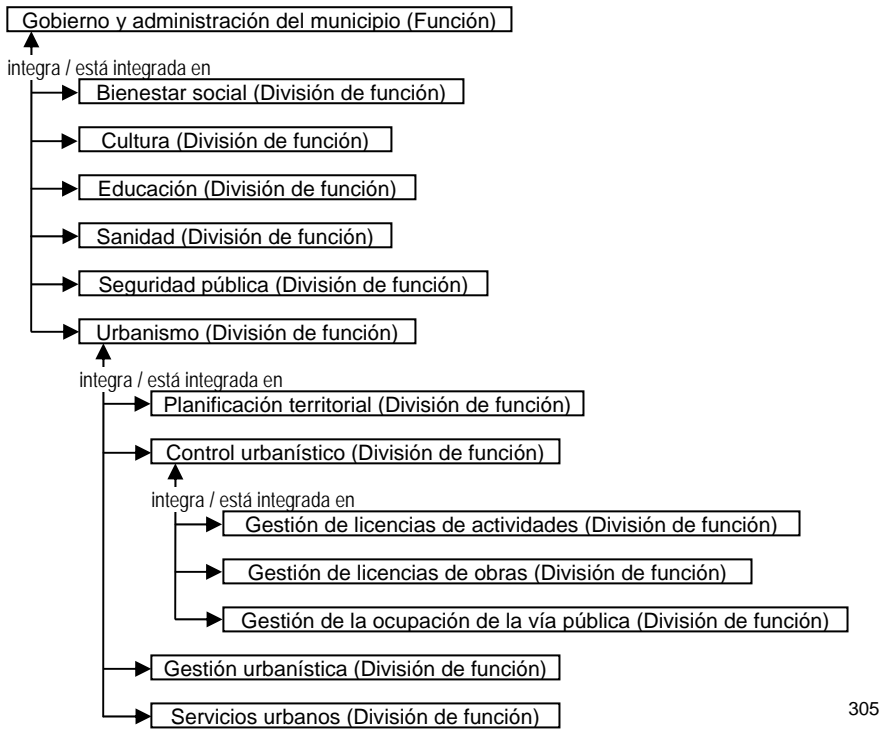 Gobierno y administración del municipio (Función)
integra / está integrada en
Bienestar social (División de función)
Cultura (División de función)
Educación (División de función)
Sanidad (División de función)
Seguridad pública (División de función)
Urbanismo (División de función)
integra / está integrada en
Planificación territorial (División de función)
Control urbanístico (División de función)
integra / está integrada en
Gestión de licencias de actividades (División de función)
Gestión de licencias de obras (División de función)
Gestión de la ocupación de la vía pública (División de función)
Gestión urbanística (División de función)
Servicios urbanos (División de función)
305